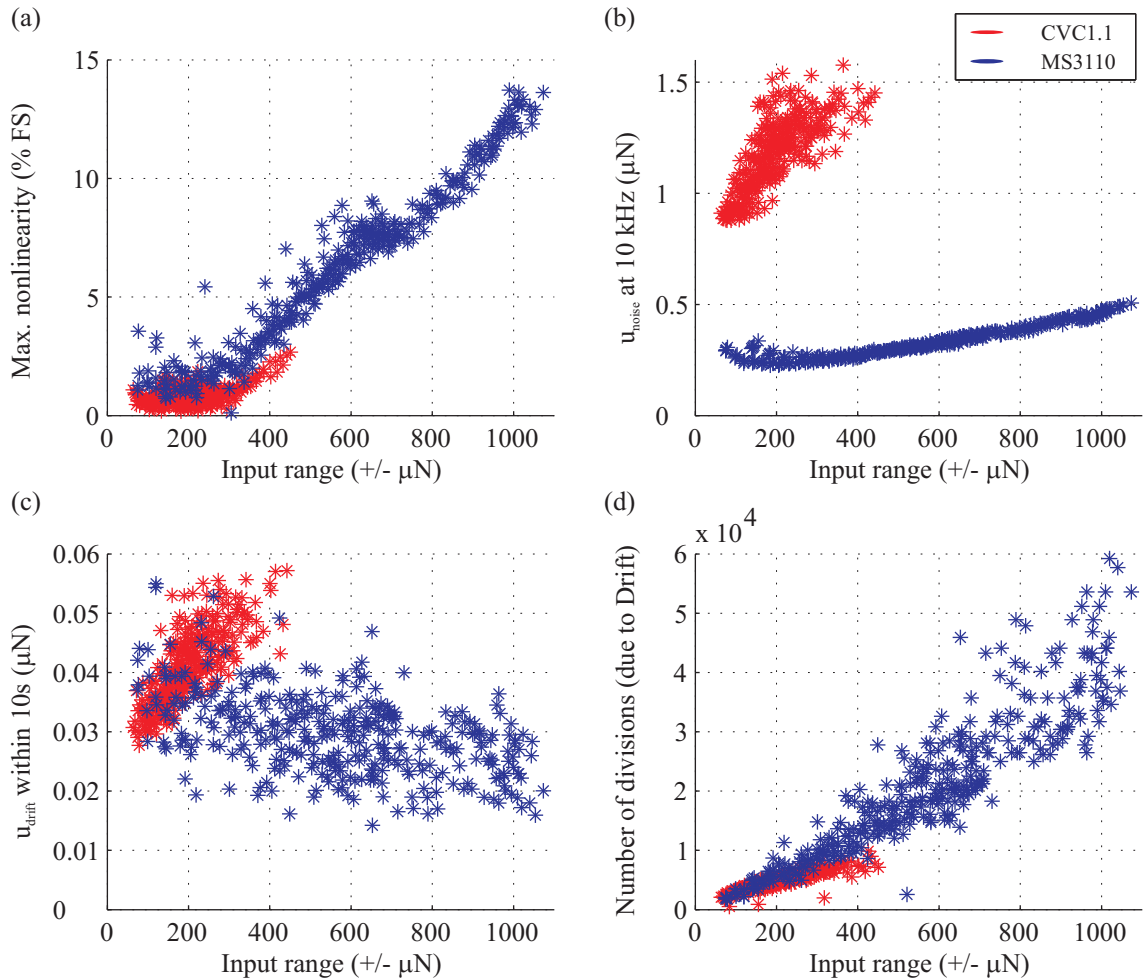 (a)
(b)
CVC1.1
MS3110
15
10
5
0
Max. nonlinearity (% FS)
0 200 400 600 800 1000
Input range (+/- μN)
1.5
1
0.5
0
u_noise at 10 kHz (μN)
0 200 400 600 800 1000
Input range (+/- μN)
(c)
(d)
0.06
0.05
0.04
0.03
0.02
0.01
0
u_drift within 10s (μN)
0 200 400 600 800 1000
Input range (+/- μN)
x 10^4
6
5
4
3
2
1
0
Number of divisions (due to Drift)
0 200 400 600 800 1000
Input range (+/- μN)